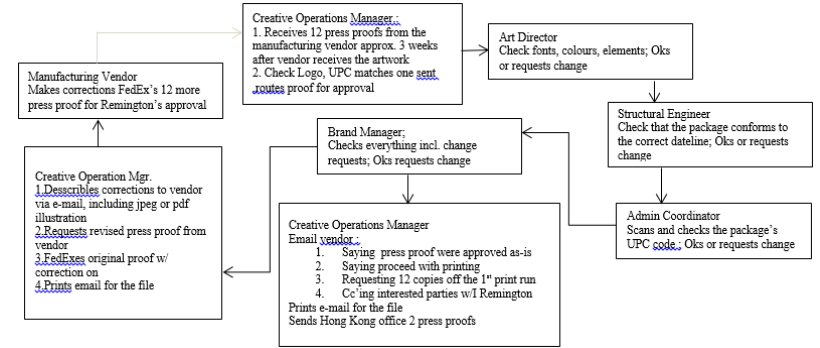 Creative Operations Manager.:
1. Receives 12 press proofs from the
manufacturing vendor approx. 3 weeks
after vendor receives the artwork
2. Check Logo, UPC matches one sent
.routes proof for approval
Art Director
Check fonts, colours, elements; Oks
or requests change
Structural Engineer
Check that the package conforms to
the correct dateline; Oks or requests
change
Admin Coordinator
Scans and checks the package's
UPC code.; Oks or requests change
Brand Manager;
Checks everything incl. change
requests; Oks requests change
Creative Operations Manager
Email vendor.:
1. Saying press proof were approved as-is
2. Saying proceed with printing
3. Requesting 12 copies off the 1" print run
4. Cc'ing interested parties w/I Remington
Prints e-mail for the file
Sends Hong Kong office 2 press proofs
Creative Operation Mgr.
1.Desscribles corrections to vendor
via e-mail, including jpeg or pdf
illustration
2.Requests revised press proof from
vendor
3.FedExes original proof w/
correction on
4.Prints email for the file
Manufacturing Vendor
Makes corrections FedEx's 12 more
press proof for Remington's approval